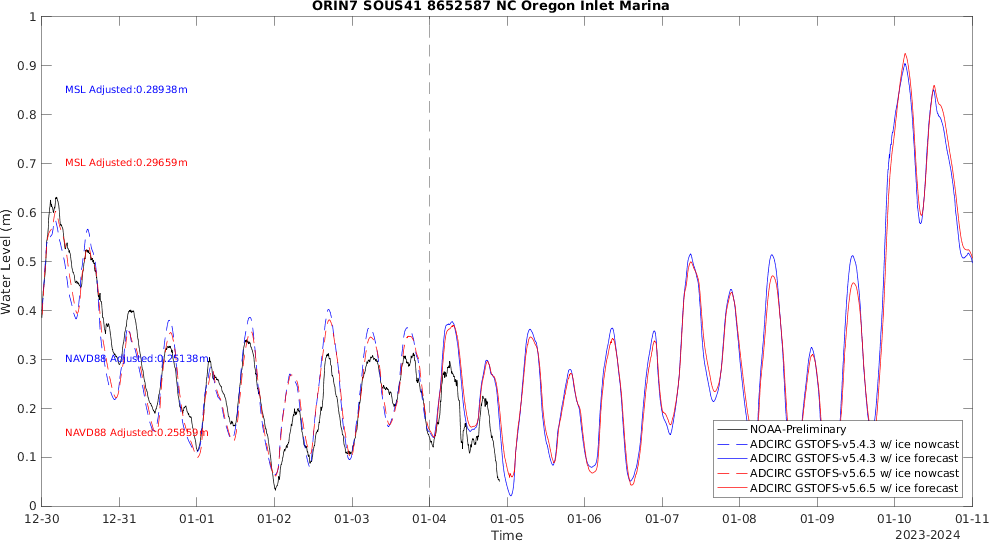 ORIN7 SOUS41 8652587 NC Oregon Inlet Marina
1
0.9
0.8
0.7
0.6
0.5
0.4
0.3
0.2
0.1
0
Water Level (m)
MSL Adjusted:0.28938m
MSL Adjusted:0.29659m
NAVD88 Adjusted:0.25138m
NAVD88 Adjusted:0.25859m
NOAA-Preliminary
ADCIRC GSTOFS-v5.4.3 w/ ice nowcast
ADCIRC GSTOFS-v5.4.3 w/ ice forecast
ADCIRC GSTOFS-v5.6.5 w/ ice nowcast
ADCIRC GSTOFS-v5.6.5 w/ ice forecast
12-30 12-31 01-01 01-02 01-03 01-04 01-05 01-06 01-07 01-08 01-09 01-10 01-11
Time
2023-2024